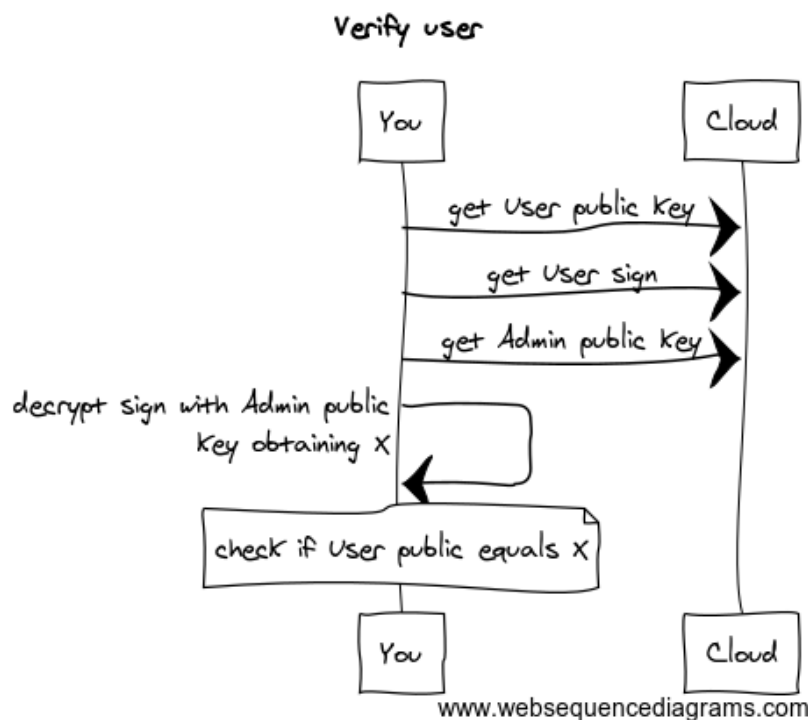 Verify user
You
Cloud
get User public Key
get User sign
get Admin public Key
decrypt sign with Admin public
Key obtaining X
check if User public equals X
You
Cloud
www.websequencediagrams.com